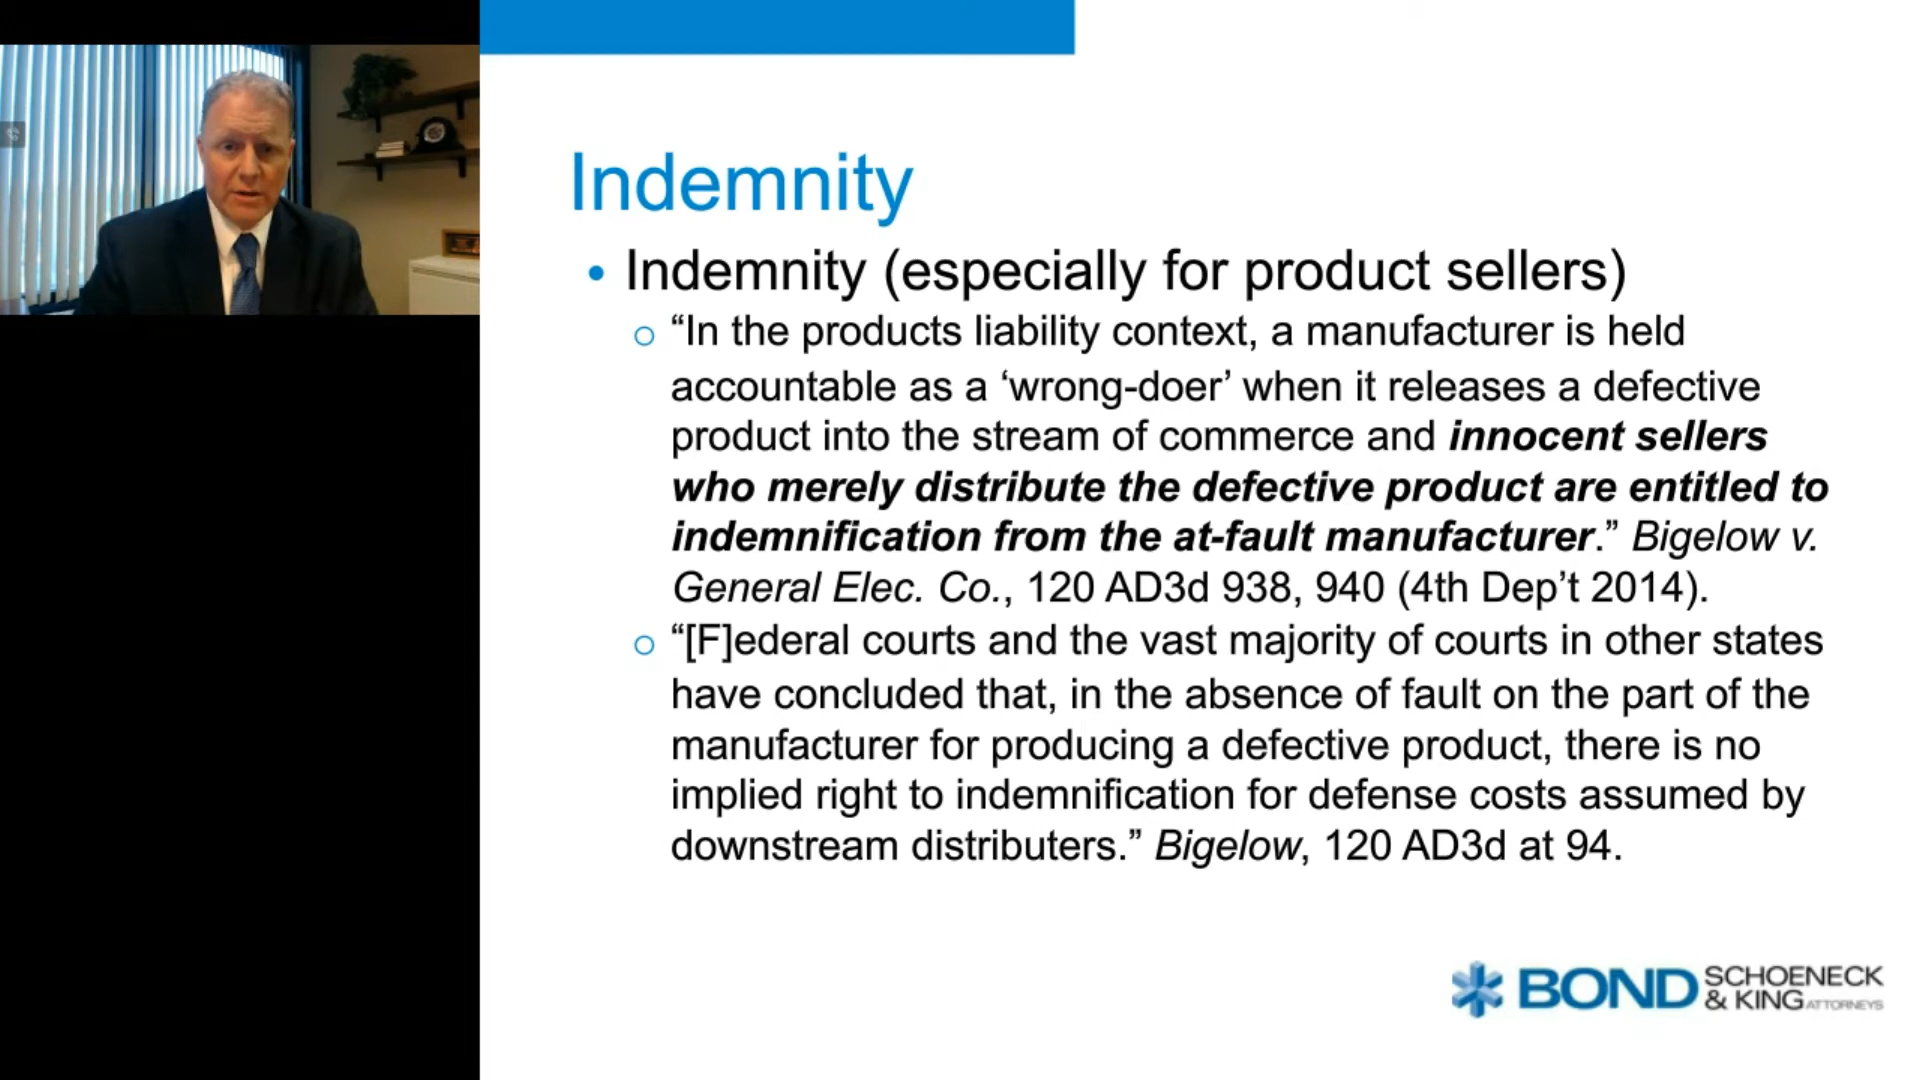 Indemnity
• Indemnity (especially for product sellers)
o “In the products liability context, a manufacturer is held
accountable as a ‘wrong-doer’ when it releases a defective
product into the stream of commerce and innocent sellers
who merely distribute the defective product are entitled to
indemnification from the at-fault manufacturer.” Bigelow v.
General Elec. Co., 120 AD3d 938, 940 (4th Dep’t 2014).
o “[F]ederal courts and the vast majority of courts in other states
have concluded that, in the absence of fault on the part of the
manufacturer for producing a defective product, there is no
implied right to indemnification for defense costs assumed by
downstream distributers.” Bigelow, 120 AD3d at 94.
BOND SCHOENECK
& KING ATTORNEYS